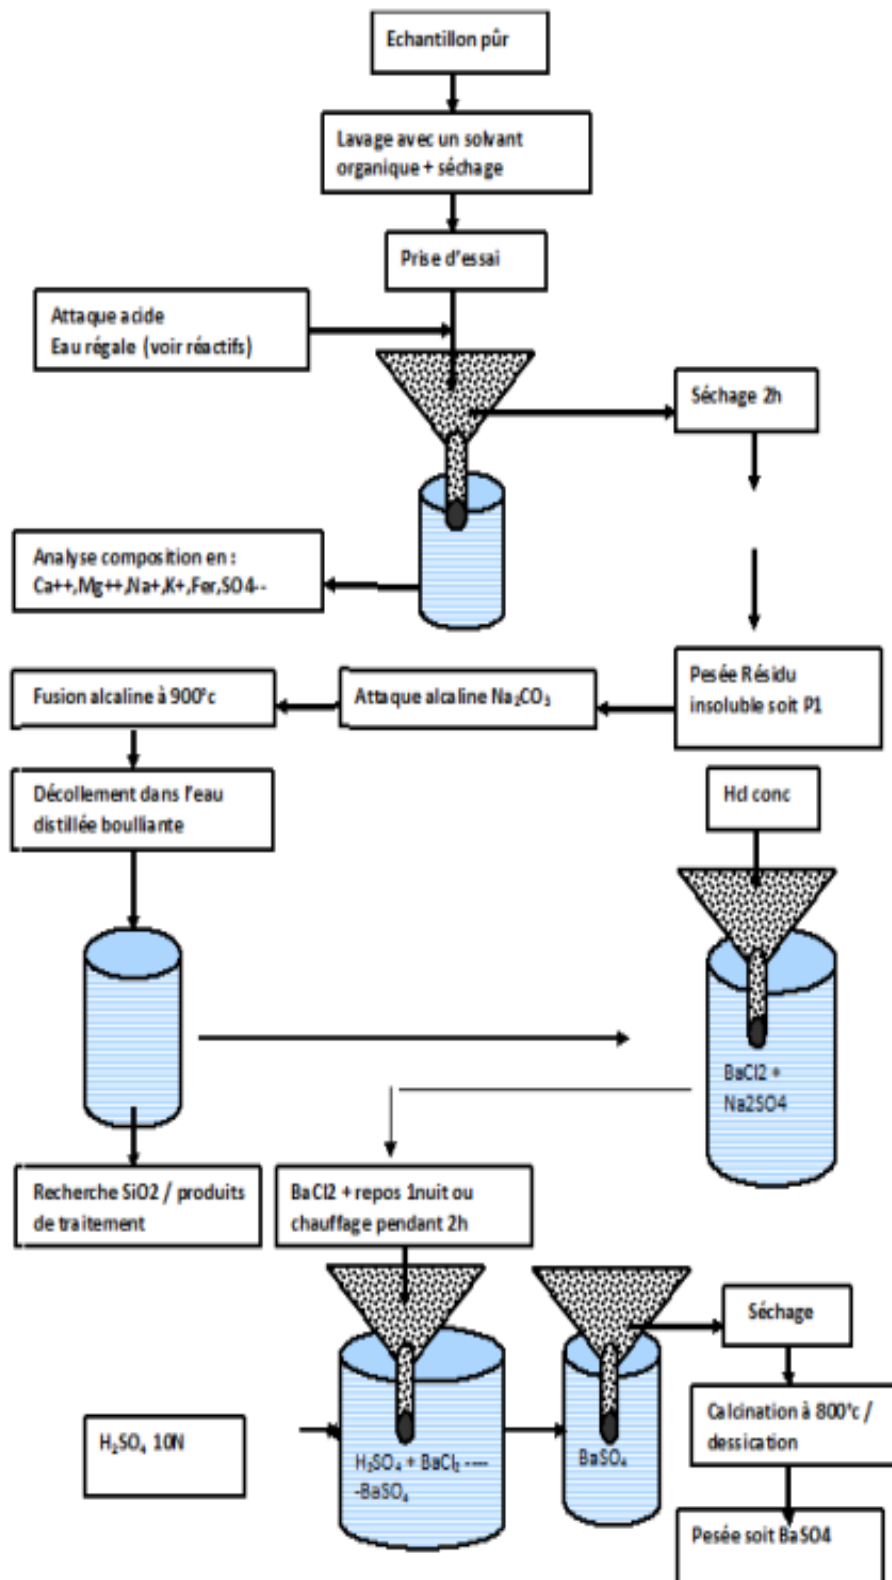 Echantillon pûr
Lavage avec un solvant
organique + séchage
Prise d'essai
Attaque acide
Eau régale (voir réactifs)
Séchage 2h
Analyse composition en :
Ca++,Mg++,Na+,K+,Fer,SO4--
Pesée Résidu
insoluble soit P1
Attaque alcaline Na₂CO₃
Fusion alcaline à 900°c
Décollement dans l'eau
distillée boulliante
Hcl conc
BaCl2 +
Na2SO4
Recherche SiO2 / produits
de traitement
BaCl2 + repos 1nuit ou
chauffage pendant 2h
Séchage
H₂SO₄ 10N
H₂SO₄ + BaCl₂ ----
-BaSO₄
BaSO₄
Calcination à 800°c /
dessication
Pesée soit BaSO4